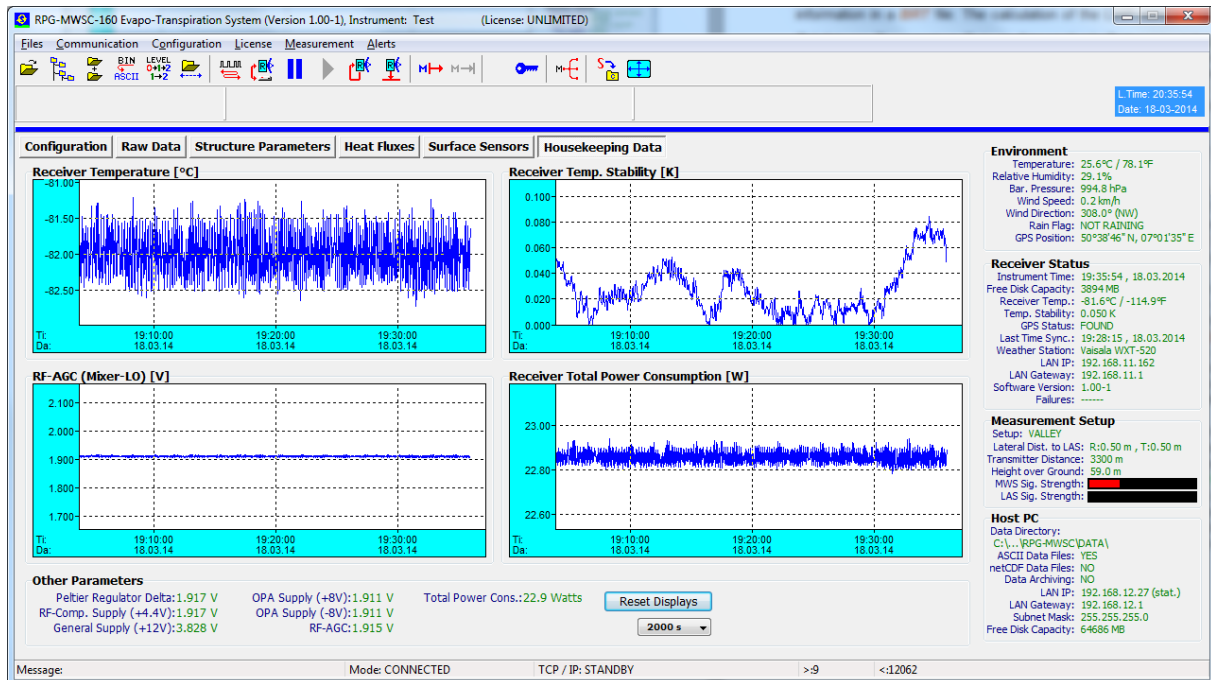 RPG-MWSC-160 Evapo-Transpiration System (Version 1.00-1), Instrument: Test (License: UNLIMITED)
information in a file. The calculation of the
Files Communication Configuration License Measurement Alerts
BIN ASCII
LEVEL 0+1+2 1→2
L.Time: 20:35:54
Date: 18-03-2014
Configuration Raw Data Structure Parameters Heat Fluxes Surface Sensors Housekeeping Data
Receiver Temperature [°C]
-81.00
-81.50
-82.00
-82.50
Ti: 19:10:00 19:20:00 19:30:00
Da: 18.03.14 18.03.14 18.03.14
Receiver Temp. Stability [K]
0.100
0.080
0.060
0.040
0.020
0.000
Ti: 19:10:00 19:20:00 19:30:00
Da: 18.03.14 18.03.14 18.03.14
RF-AGC (Mixer-LO) [V]
2.100
2.000
1.900
1.800
1.700
Ti: 19:10:00 19:20:00 19:30:00
Da: 18.03.14 18.03.14 18.03.14
Receiver Total Power Consumption [W]
23.00
22.80
22.60
Ti: 19:10:00 19:20:00 19:30:00
Da: 18.03.14 18.03.14 18.03.14
Other Parameters
Peltier Regulator Delta: 1.917 V OPA Supply (+8V): 1.911 V Total Power Cons.: 22.9 Watts
RF-Comp. Supply (+4.4V): 1.917 V OPA Supply (-8V): 1.911 V
General Supply (+12V): 3.828 V RF-AGC: 1.915 V
Reset Displays
2000 s
Environment
Temperature: 25.6°C / 78.1°F
Relative Humidity: 29.1%
Bar. Pressure: 994.8 hPa
Wind Speed: 0.2 km/h
Wind Direction: 308.0° (NW)
Rain Flag: NOT RAINING
GPS Position: 50°38'46" N, 07°01'35" E
Receiver Status
Instrument Time: 19:35:54 , 18.03.2014
Free Disk Capacity: 3894 MB
Receiver Temp.: -81.6°C / -114.9°F
Temp. Stability: 0.050 K
GPS Status: FOUND
Last Time Sync.: 19:28:15 , 18.03.2014
Weather Station: Vaisala WXT-520
LAN IP: 192.168.11.162
LAN Gateway: 192.168.11.1
Software Version: 1.00-1
Failures: ------
Measurement Setup
Setup: VALLEY
Lateral Dist. to LAS: R:0.50 m , T:0.50 m
Transmitter Distance: 3300 m
Height over Ground: 59.0 m
MWS Sig. Strength:
LAS Sig. Strength:
Host PC
Data Directory:
C:\...\RPG-MWSC\DATA\
ASCII Data Files: YES
netCDF Data Files: NO
Data Archiving: NO
LAN IP: 192.168.12.27 (stat.)
LAN Gateway: 192.168.12.1
Subnet Mask: 255.255.255.0
Free Disk Capacity: 64686 MB
Message: Mode: CONNECTED TCP / IP: STANDBY >:9 <:12062